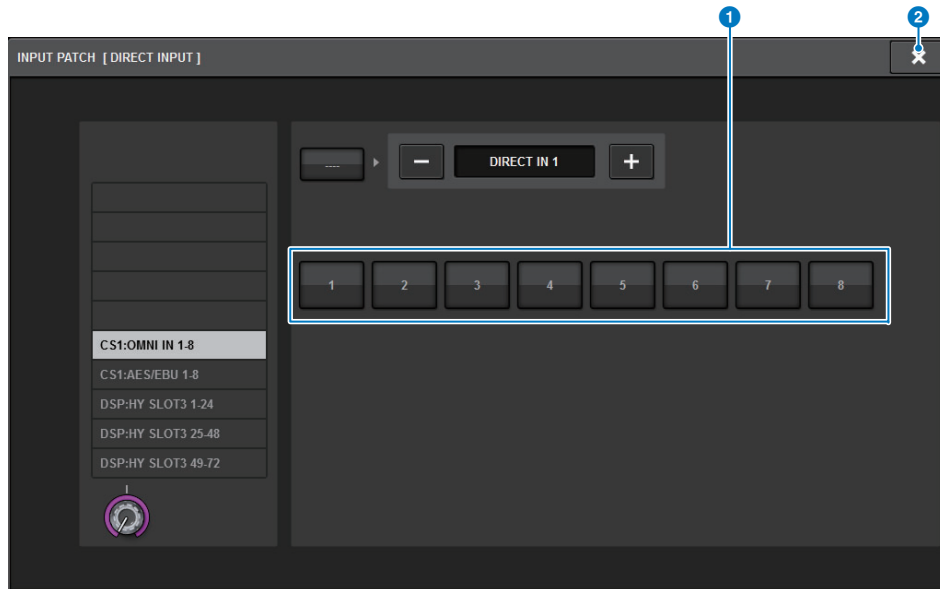 1 2
INPUT PATCH [ DIRECT INPUT ]
---- DIRECT IN 1
1 2 3 4 5 6 7 8
CS1:OMNI IN 1-8
CS1:AES/EBU 1-8
DSP:HY SLOT3 1-24
DSP:HY SLOT3 25-48
DSP:HY SLOT3 49-72